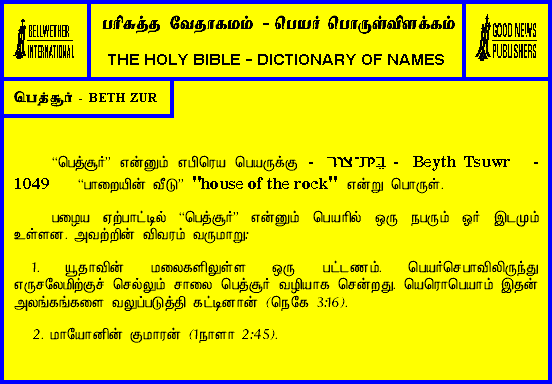 BELLWETHER
INTERNATIONAL
பரிசுத்த வேதாகமம் - பெயர் பொருள்விளக்கம்
THE HOLY BIBLE - DICTIONARY OF NAMES
GOOD NEWS
PUBLISHERS
பெத்சூர் - BETH ZUR
“பெத்சூர்” என்னும் எபிரெய பெயருக்கு - בֵּית־צוּר - Beyth Tsuwr -
1049 “பாறையின் வீடு” "house of the rock" என்று பொருள்.
பழைய ஏற்பாட்டில் “பெத்சூர்” என்னும் பெயரில் ஒரு நபரும் ஓர் இடமும்
உள்ளன. அவற்றின் விவரம் வருமாறு:
1. யூதாவின் மலைகளிலுள்ள ஒரு பட்டணம். பெயர்செபாவிலிருந்து
எருசலேமிற்குச் செல்லும் சாலை பெத்சூர் வழியாக சென்றது. யெரொபெயாம் இதன்
அலங்கங்களை வலுப்படுத்தி கட்டினான் (நெகே 3:16).
2. மாயோனின் குமாரன் (1நாளா 2:45).